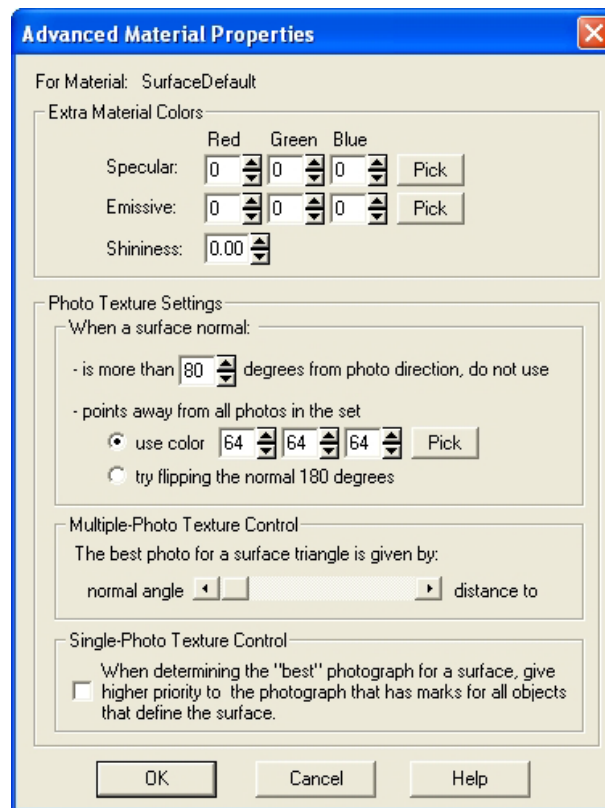 Advanced Material Properties
For Material: SurfaceDefault
Extra Material Colors
Red Green Blue
Specular: 0 0 0 Pick
Emissive: 0 0 0 Pick
Shininess: 0.00
Photo Texture Settings
When a surface normal:
- is more than 80 degrees from photo direction, do not use
- points away from all photos in the set
use color 64 64 64 Pick
try flipping the normal 180 degrees
Multiple-Photo Texture Control
The best photo for a surface triangle is given by:
normal angle distance to
Single-Photo Texture Control
When determining the "best" photograph for a surface, give
higher priority to the photograph that has marks for all objects
that define the surface.
OK Cancel Help